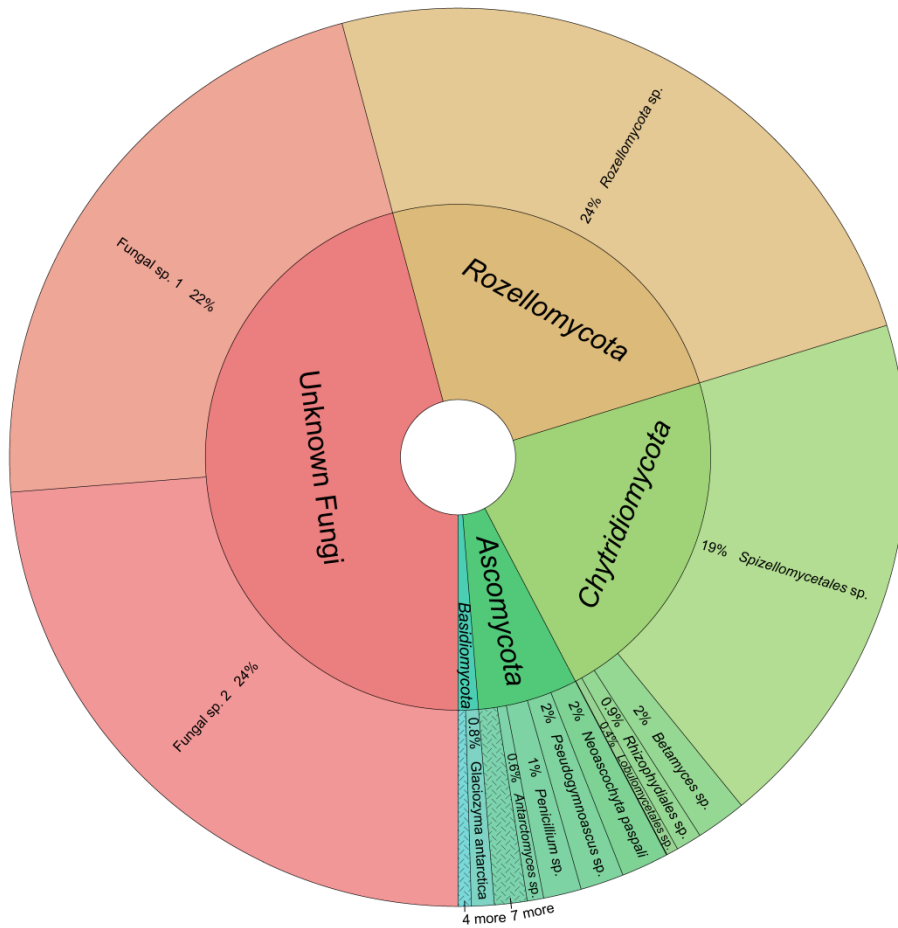 Unknown Fungi
Rozellomycota
Chytridiomycota
Ascomycota
Basidiomycota
Fungal sp. 1 22%
Fungal sp. 2 24%
24% Rozellomycota sp.
19% Spizellomycetales sp.
2% Betamyces sp.
0.9% Rhizophydiales sp.
0.4% Lobulomycetales sp.
2% Neoascochyta paspali
2% Pseudogymnoascus sp.
1% Penicillium sp.
0.6% Antarctomyces sp.
0.8% Glaciozyma antarctica
4 more
7 more